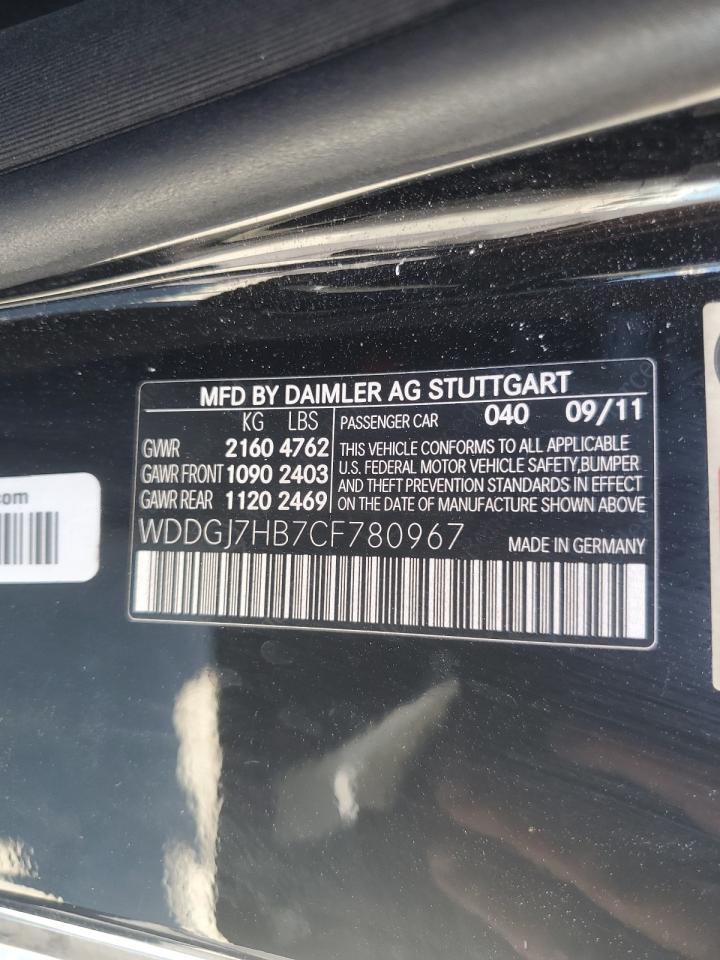 MFD BY DAIMLER AG STUTTGART
KG LBS PASSENGER CAR 040 09/11
GVWR 2160 4762 THIS VEHICLE CONFORMS TO ALL APPLICABLE
GAWR FRONT 1090 2403 U.S. FEDERAL MOTOR VEHICLE SAFETY,BUMPER
GAWR REAR 1120 2469 AND THEFT PREVENTION STANDARDS IN EFFECT
ON THE DATE OF MANUFACTURE SHOWN ABOVE
WDDGJ7HB7CF780967 MADE IN GERMANY
.com